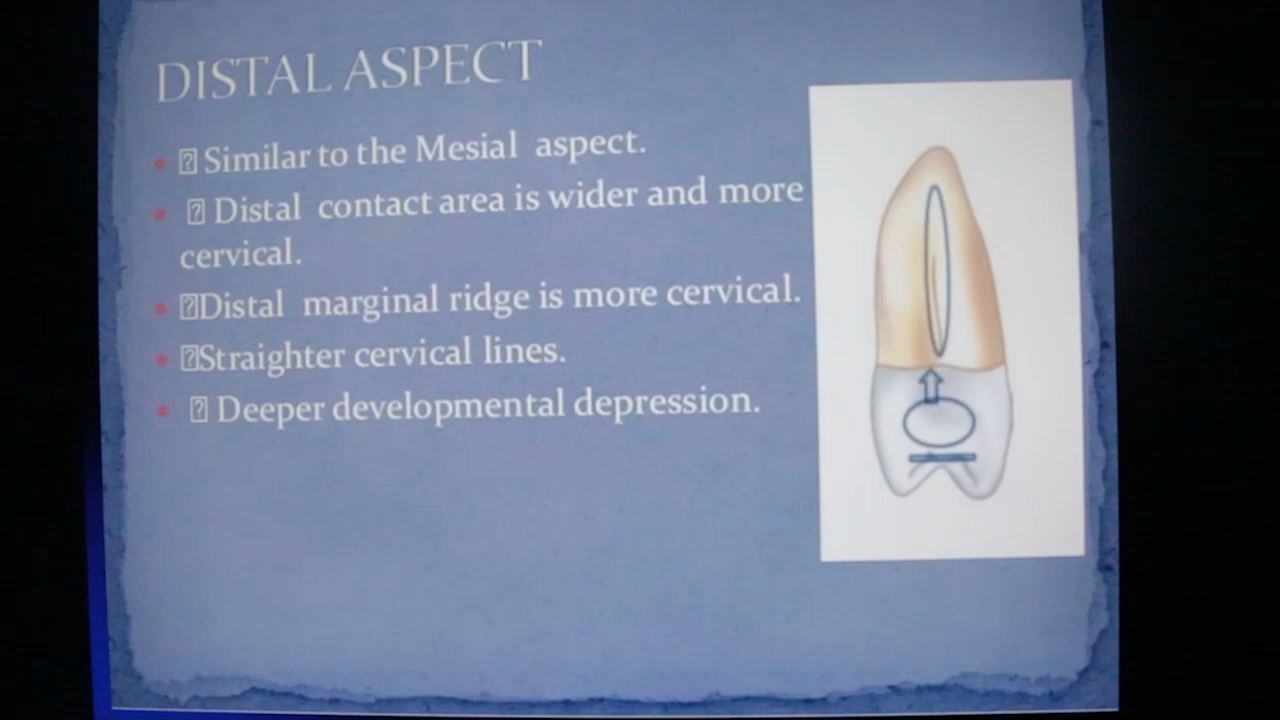 DISTAL ASPECT
• ⍰ Similar to the Mesial aspect.
• ⍰ Distal contact area is wider and more
cervical.
• ⍰Distal marginal ridge is more cervical.
• ⍰Straighter cervical lines.
• ⍰ Deeper developmental depression.